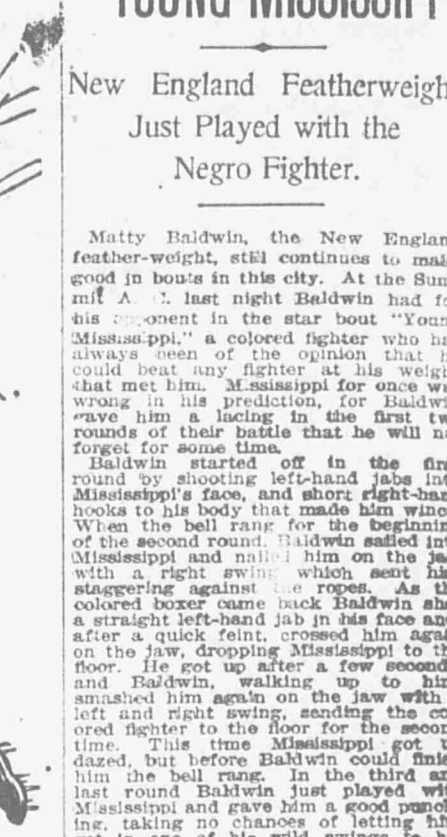 YOUNG MISSISSIPPI
New England Featherweigh
Just Played with the
Negro Fighter.
Matty Baldwin, the New Englan
feather-weight, still continues to mak
good in bouts in this city. At the Sum
mit A. C. last night Baldwin had fo
his opponent in the star bout "Youn
Mississippi," a colored fighter who ha
always been of the opinion that h
could beat any fighter at his weigh
that met him. Mississippi for once wa
wrong in his prediction, for Baldwi
gave him a lacing in the first tw
rounds of their battle that he will no
forget for some time.
Baldwin started off in the firs
round by shooting left-hand jabs int
Mississippi's face, and short right-han
hooks to his body that made him winc
When the bell rang for the beginnin
of the second round, Baldwin sailed int
Mississippi and nailed him on the ja
with a right swing which sent hi
staggering against the ropes. As th
colored boxer came back Baldwin sh
a straight left-hand jab in his face an
after a quick feint, crossed him agai
on the jaw, dropping Mississippi to th
floor. He got up after a few second
and Baldwin, walking up to hi
smashed him again on the jaw with
left and right swing, sending the co
ored fighter to the floor for the secon
time. This time Mississippi got u
dazed, but before Baldwin could finis
him the bell rang. In the third an
last round Baldwin just played wit
Mississippi and gave him a good punch
ing, taking no chances of letting hi